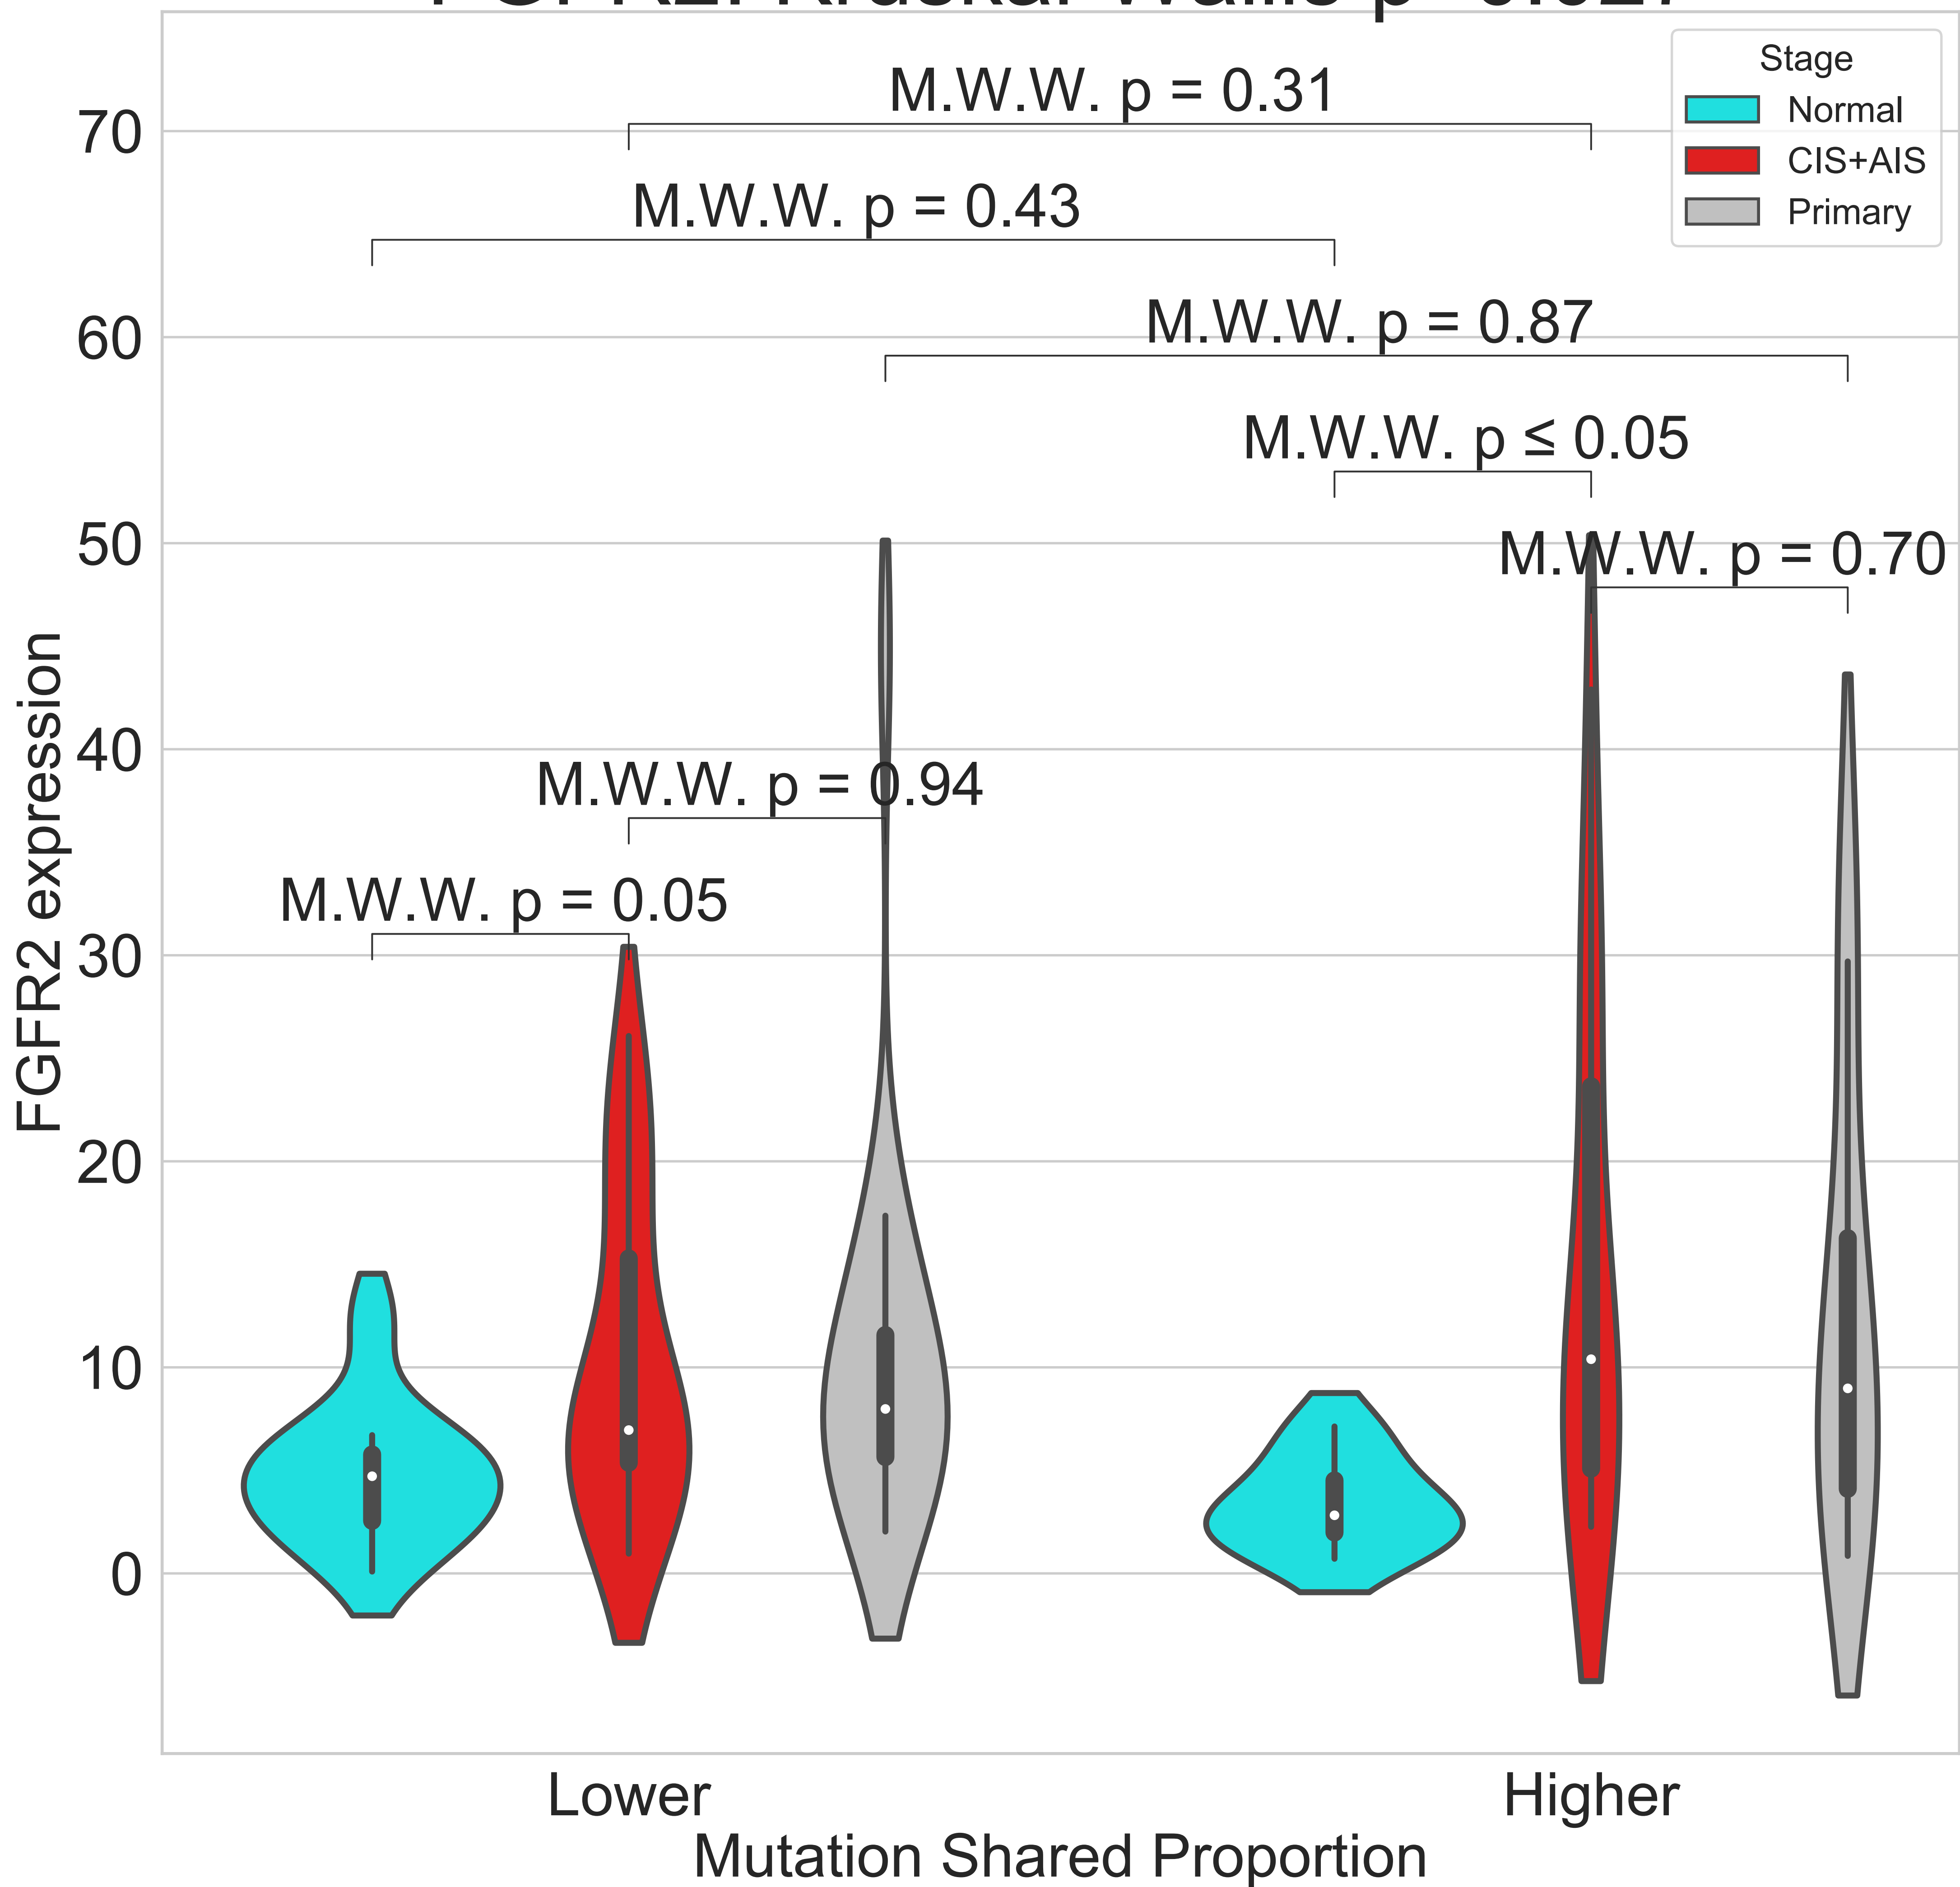 Stage
Normal
CIS+AIS
Primary
M.W.W. p = 0.31
M.W.W. p = 0.43
M.W.W. p = 0.87
M.W.W. p ≤ 0.05
M.W.W. p = 0.70
M.W.W. p = 0.94
M.W.W. p = 0.05
70
60
50
40
30
20
10
0
FGFR2 expression
Lower
Higher
Mutation Shared Proportion